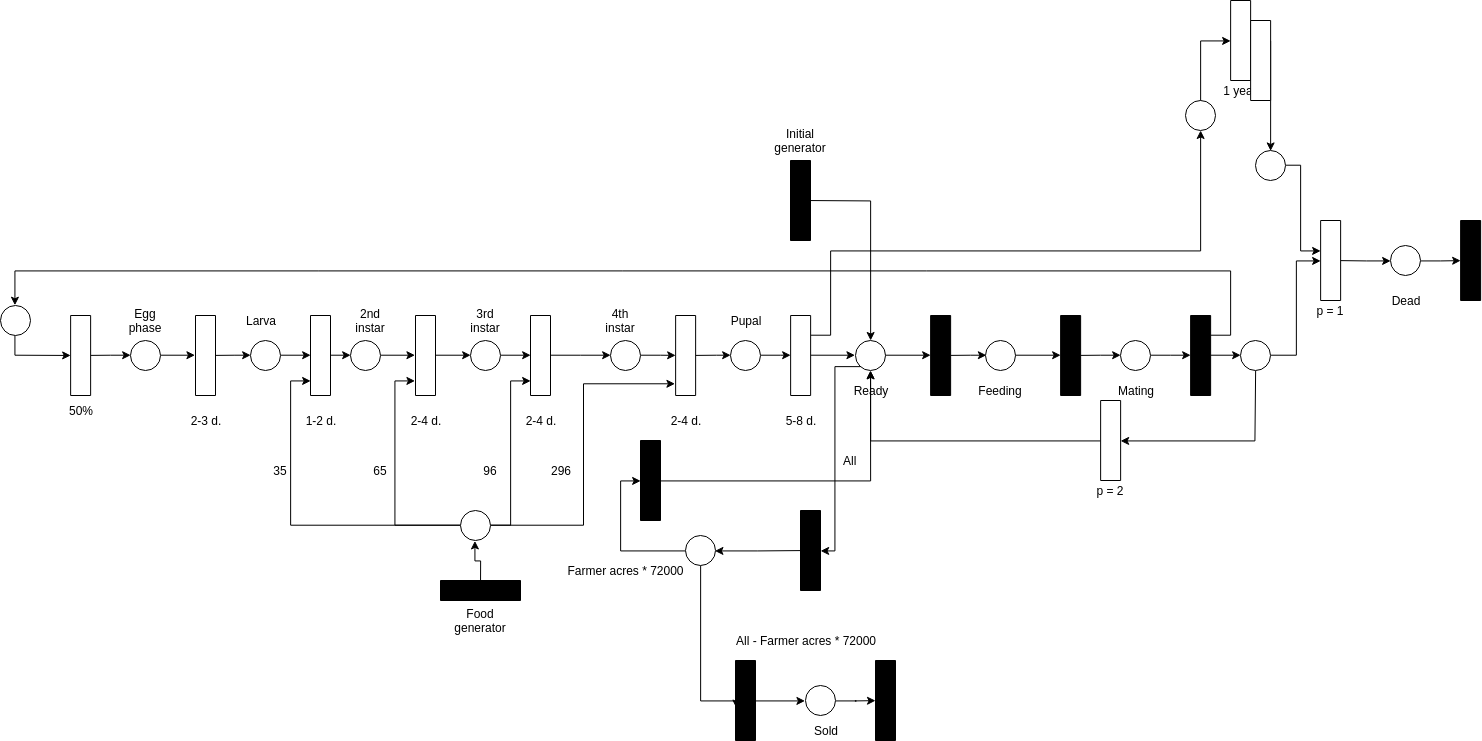 1 yea
Initial
generator
Egg
phase
Larva
2nd
instar
3rd
instar
4th
instar
Pupal
p = 1
Dead
Ready
Feeding
Mating
50%
2-3 d.
1-2 d.
2-4 d.
2-4 d.
2-4 d.
5-8 d.
35
65
96
296
All
p = 2
Farmer acres * 72000
Food
generator
All - Farmer acres * 72000
Sold